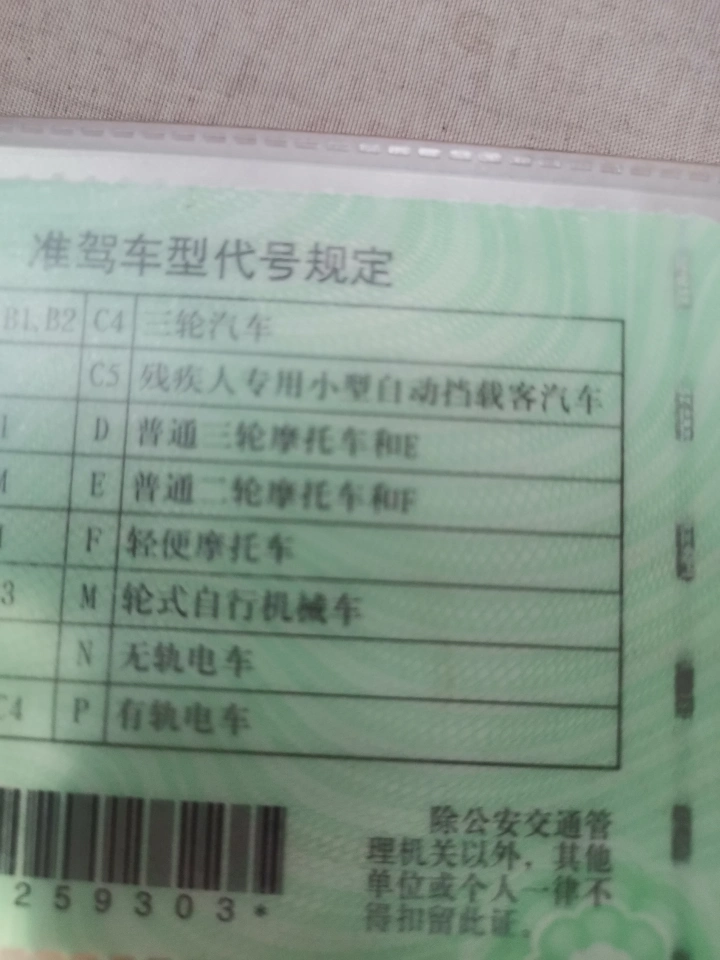 准驾车型代号规定
B1、B2 C4 三轮汽车
C5 残疾人专用小型自动挡载客汽车
D 普通三轮摩托车和E
M E 普通二轮摩托车和F
F 轻便摩托车
3 M 轮式自行机械车
N 无轨电车
C4 P 有轨电车
除公安交通管
理机关以外，其他
单位或个人一律不
得扣留此证。
259303*